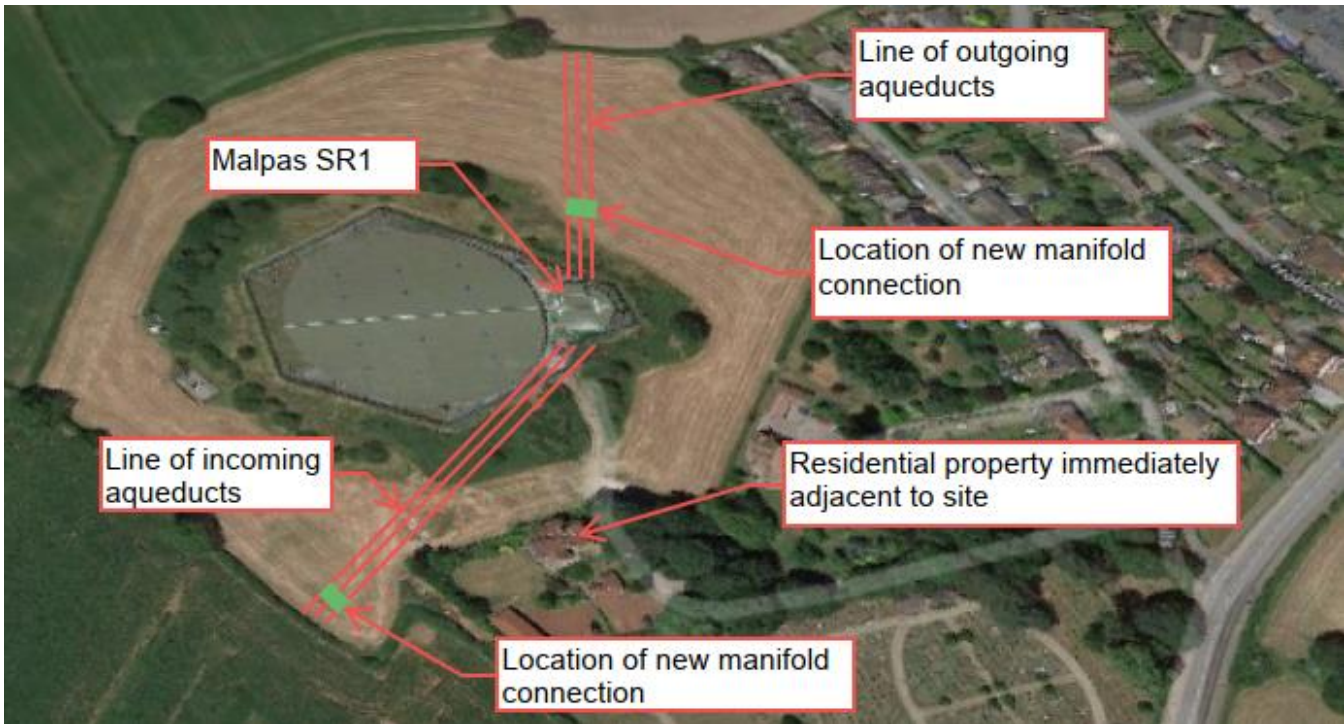 Line of outgoing
aqueducts
Malpas SR1
Location of new manifold
connection
Line of incoming
aqueducts
Residential property immediately
adjacent to site
Location of new manifold
connection